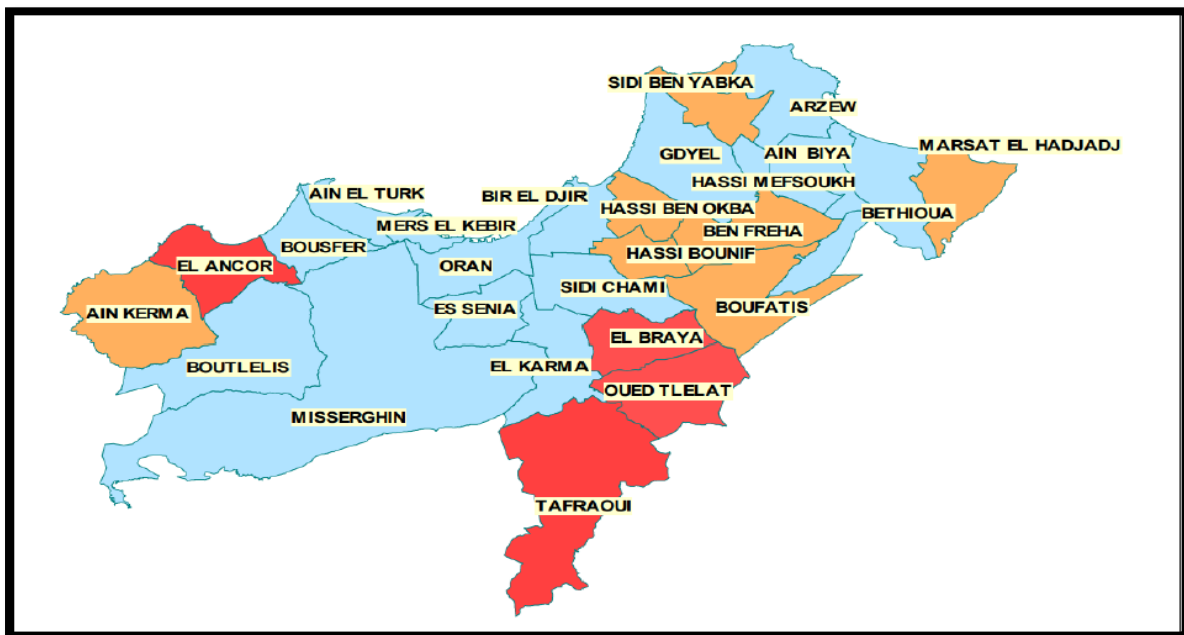 SIDI BEN YABKA
ARZEW
MARSAT EL HADJADJ
GDYEL
AIN BIYA
HASSI MEFSOUKH
AIN EL TURK
BIR EL DJIR
HASSI BEN OKBA
BETHIOUA
MERS EL KEBIR
BEN FREHA
BOUSFER
HASSI BOUNIF
EL ANCOR
ORAN
SIDI CHAMI
AIN KERMA
ES SENIA
BOUFATIS
EL BRAYA
BOUTLELIS
EL KARMA
OUED TLELAT
MISSERGHIN
TAFRAOUI